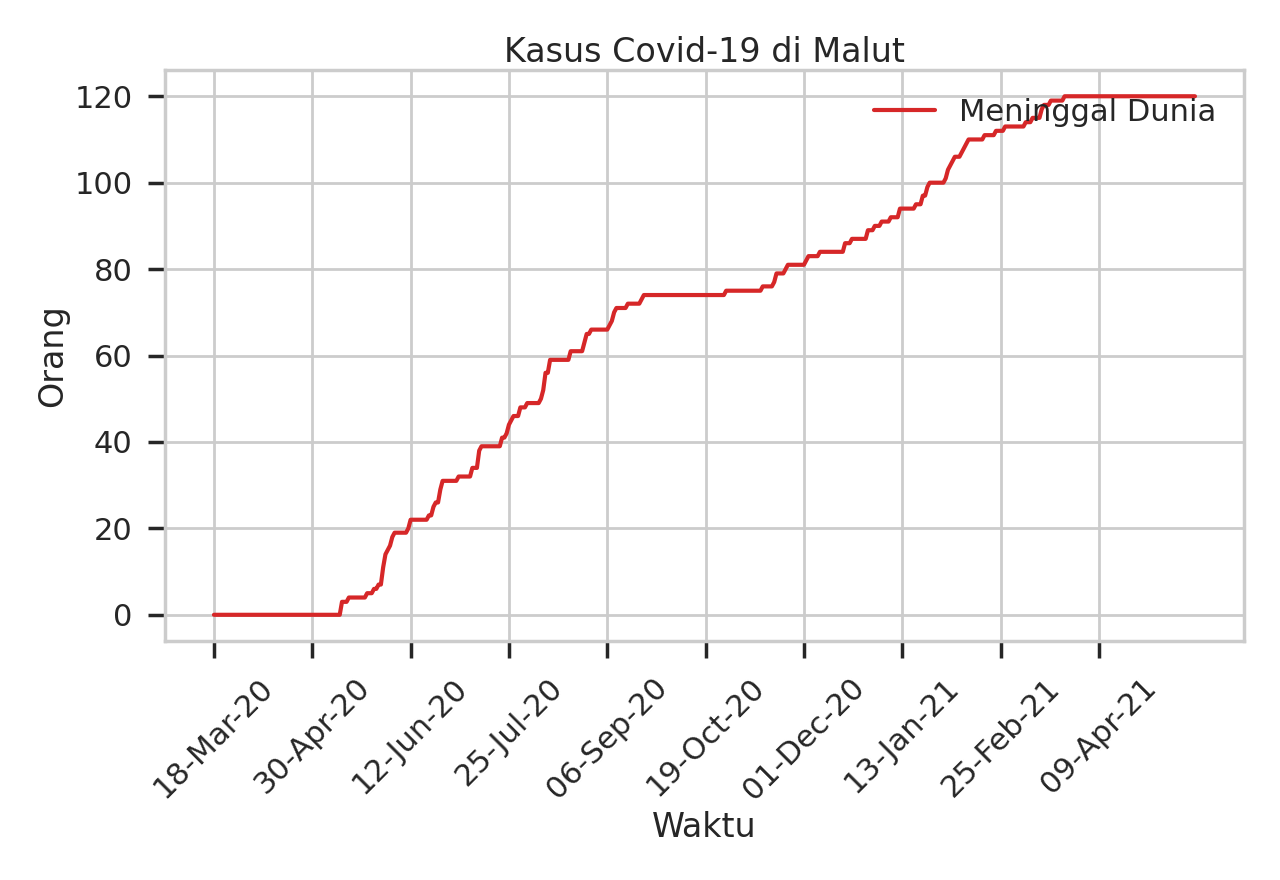 Kasus Covid-19 di Malut
Meninggal Dunia
120
100
80
60
40
20
0
Orang
18-Mar-20
30-Apr-20
12-Jun-20
25-Jul-20
06-Sep-20
19-Oct-20
01-Dec-20
13-Jan-21
25-Feb-21
09-Apr-21
Waktu